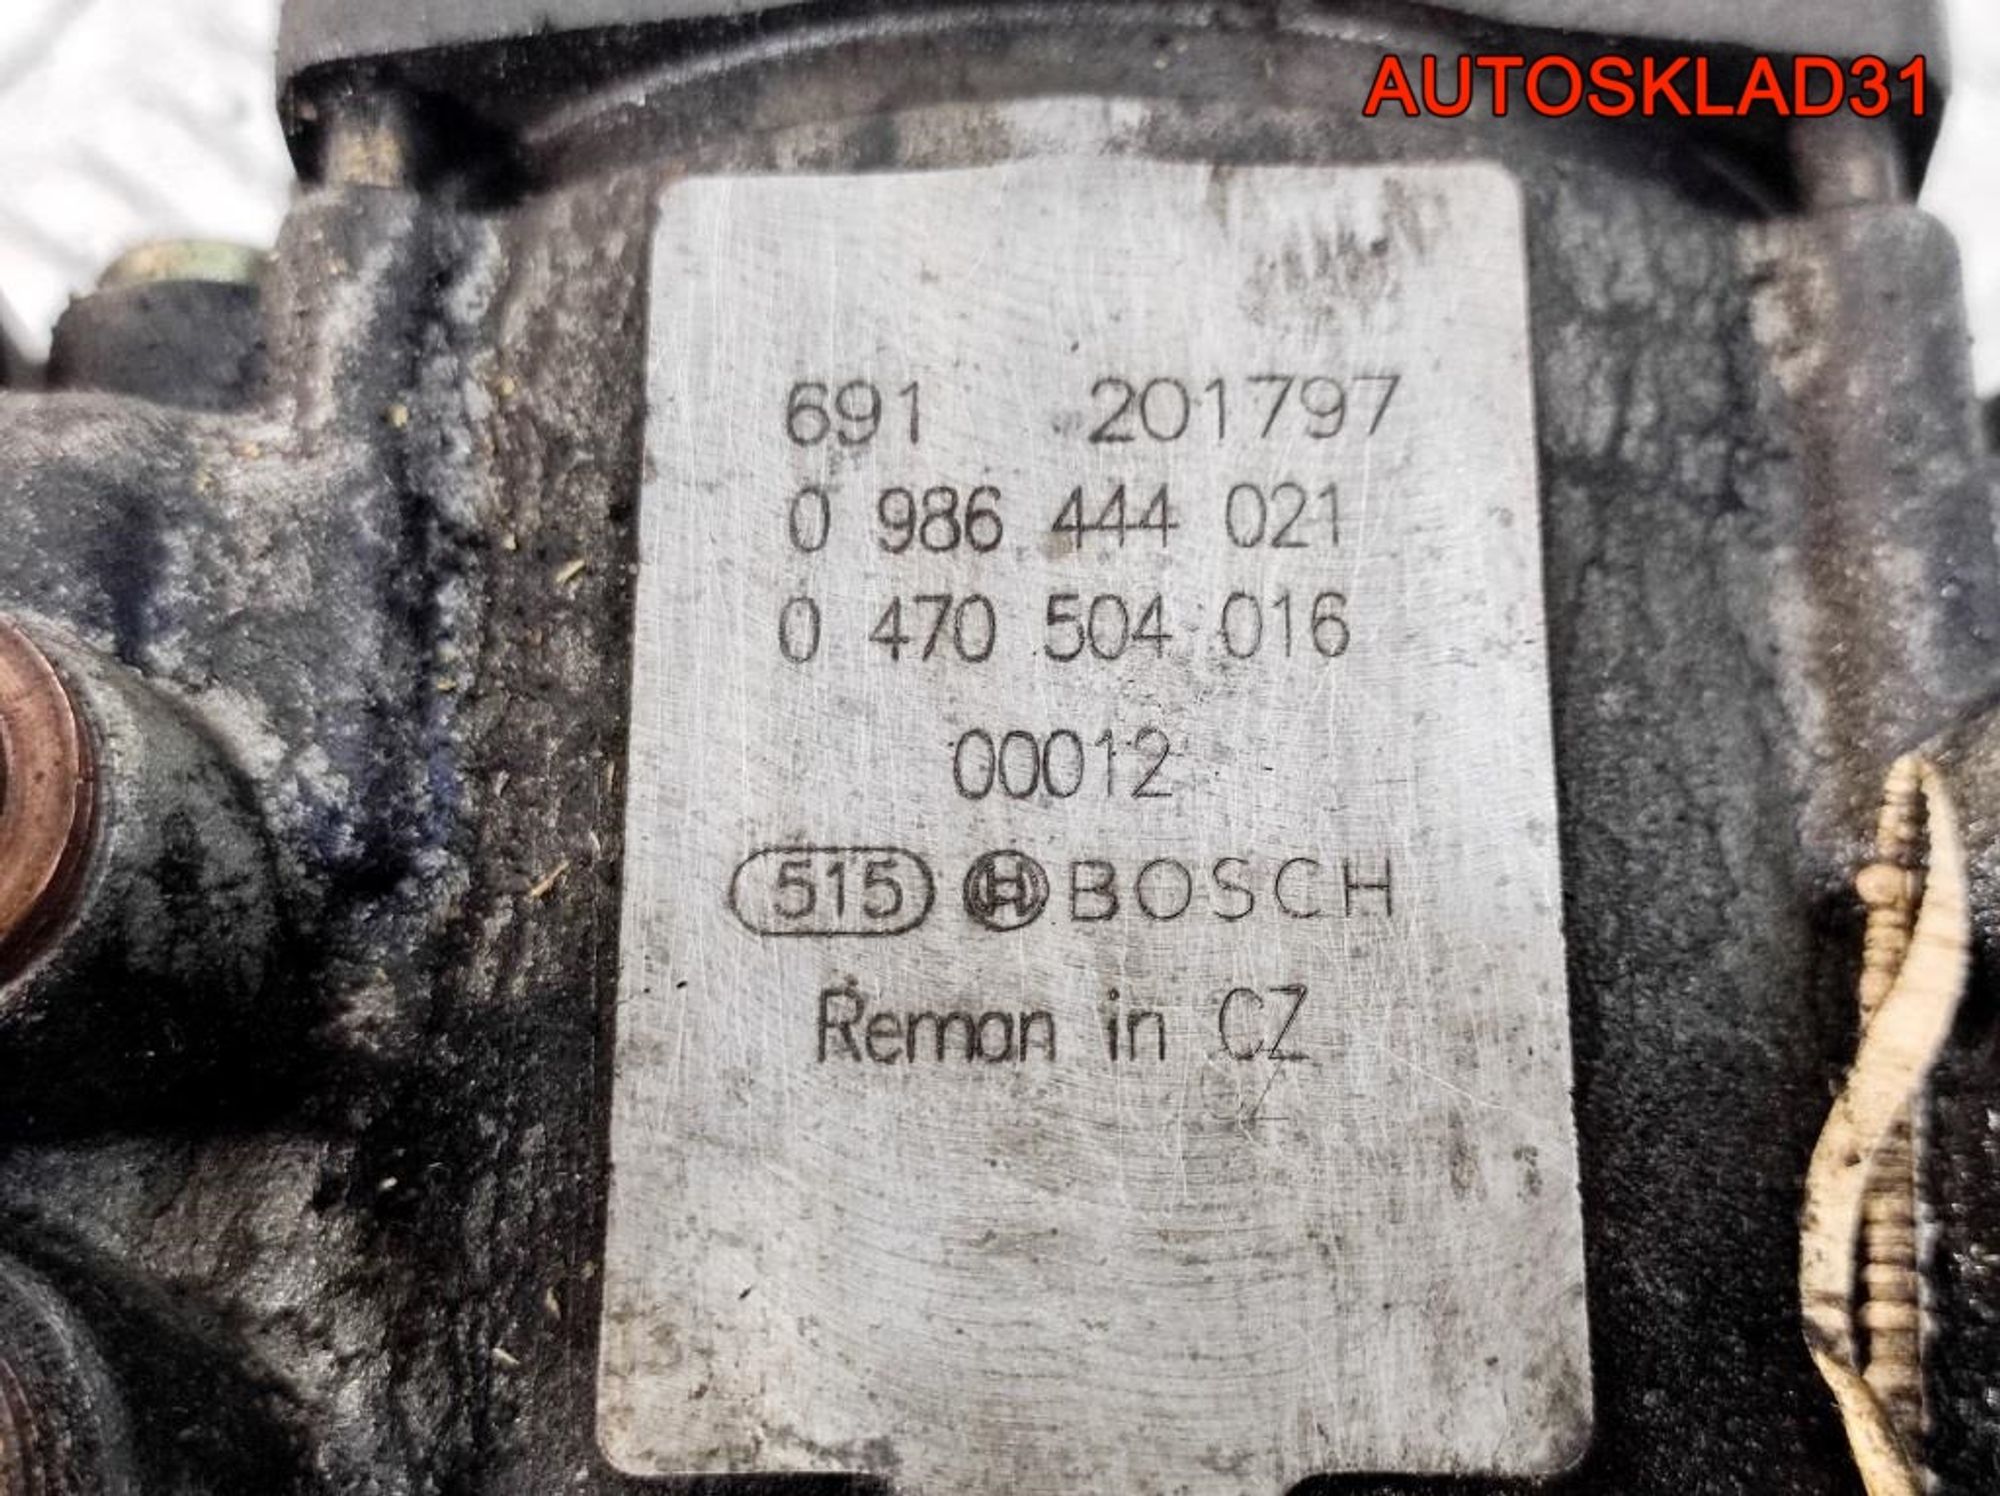 AUTOSKLAD31
691 201797
0 986 444 021
0 470 504 016
00012
515 BOSCH
Reman in CZ